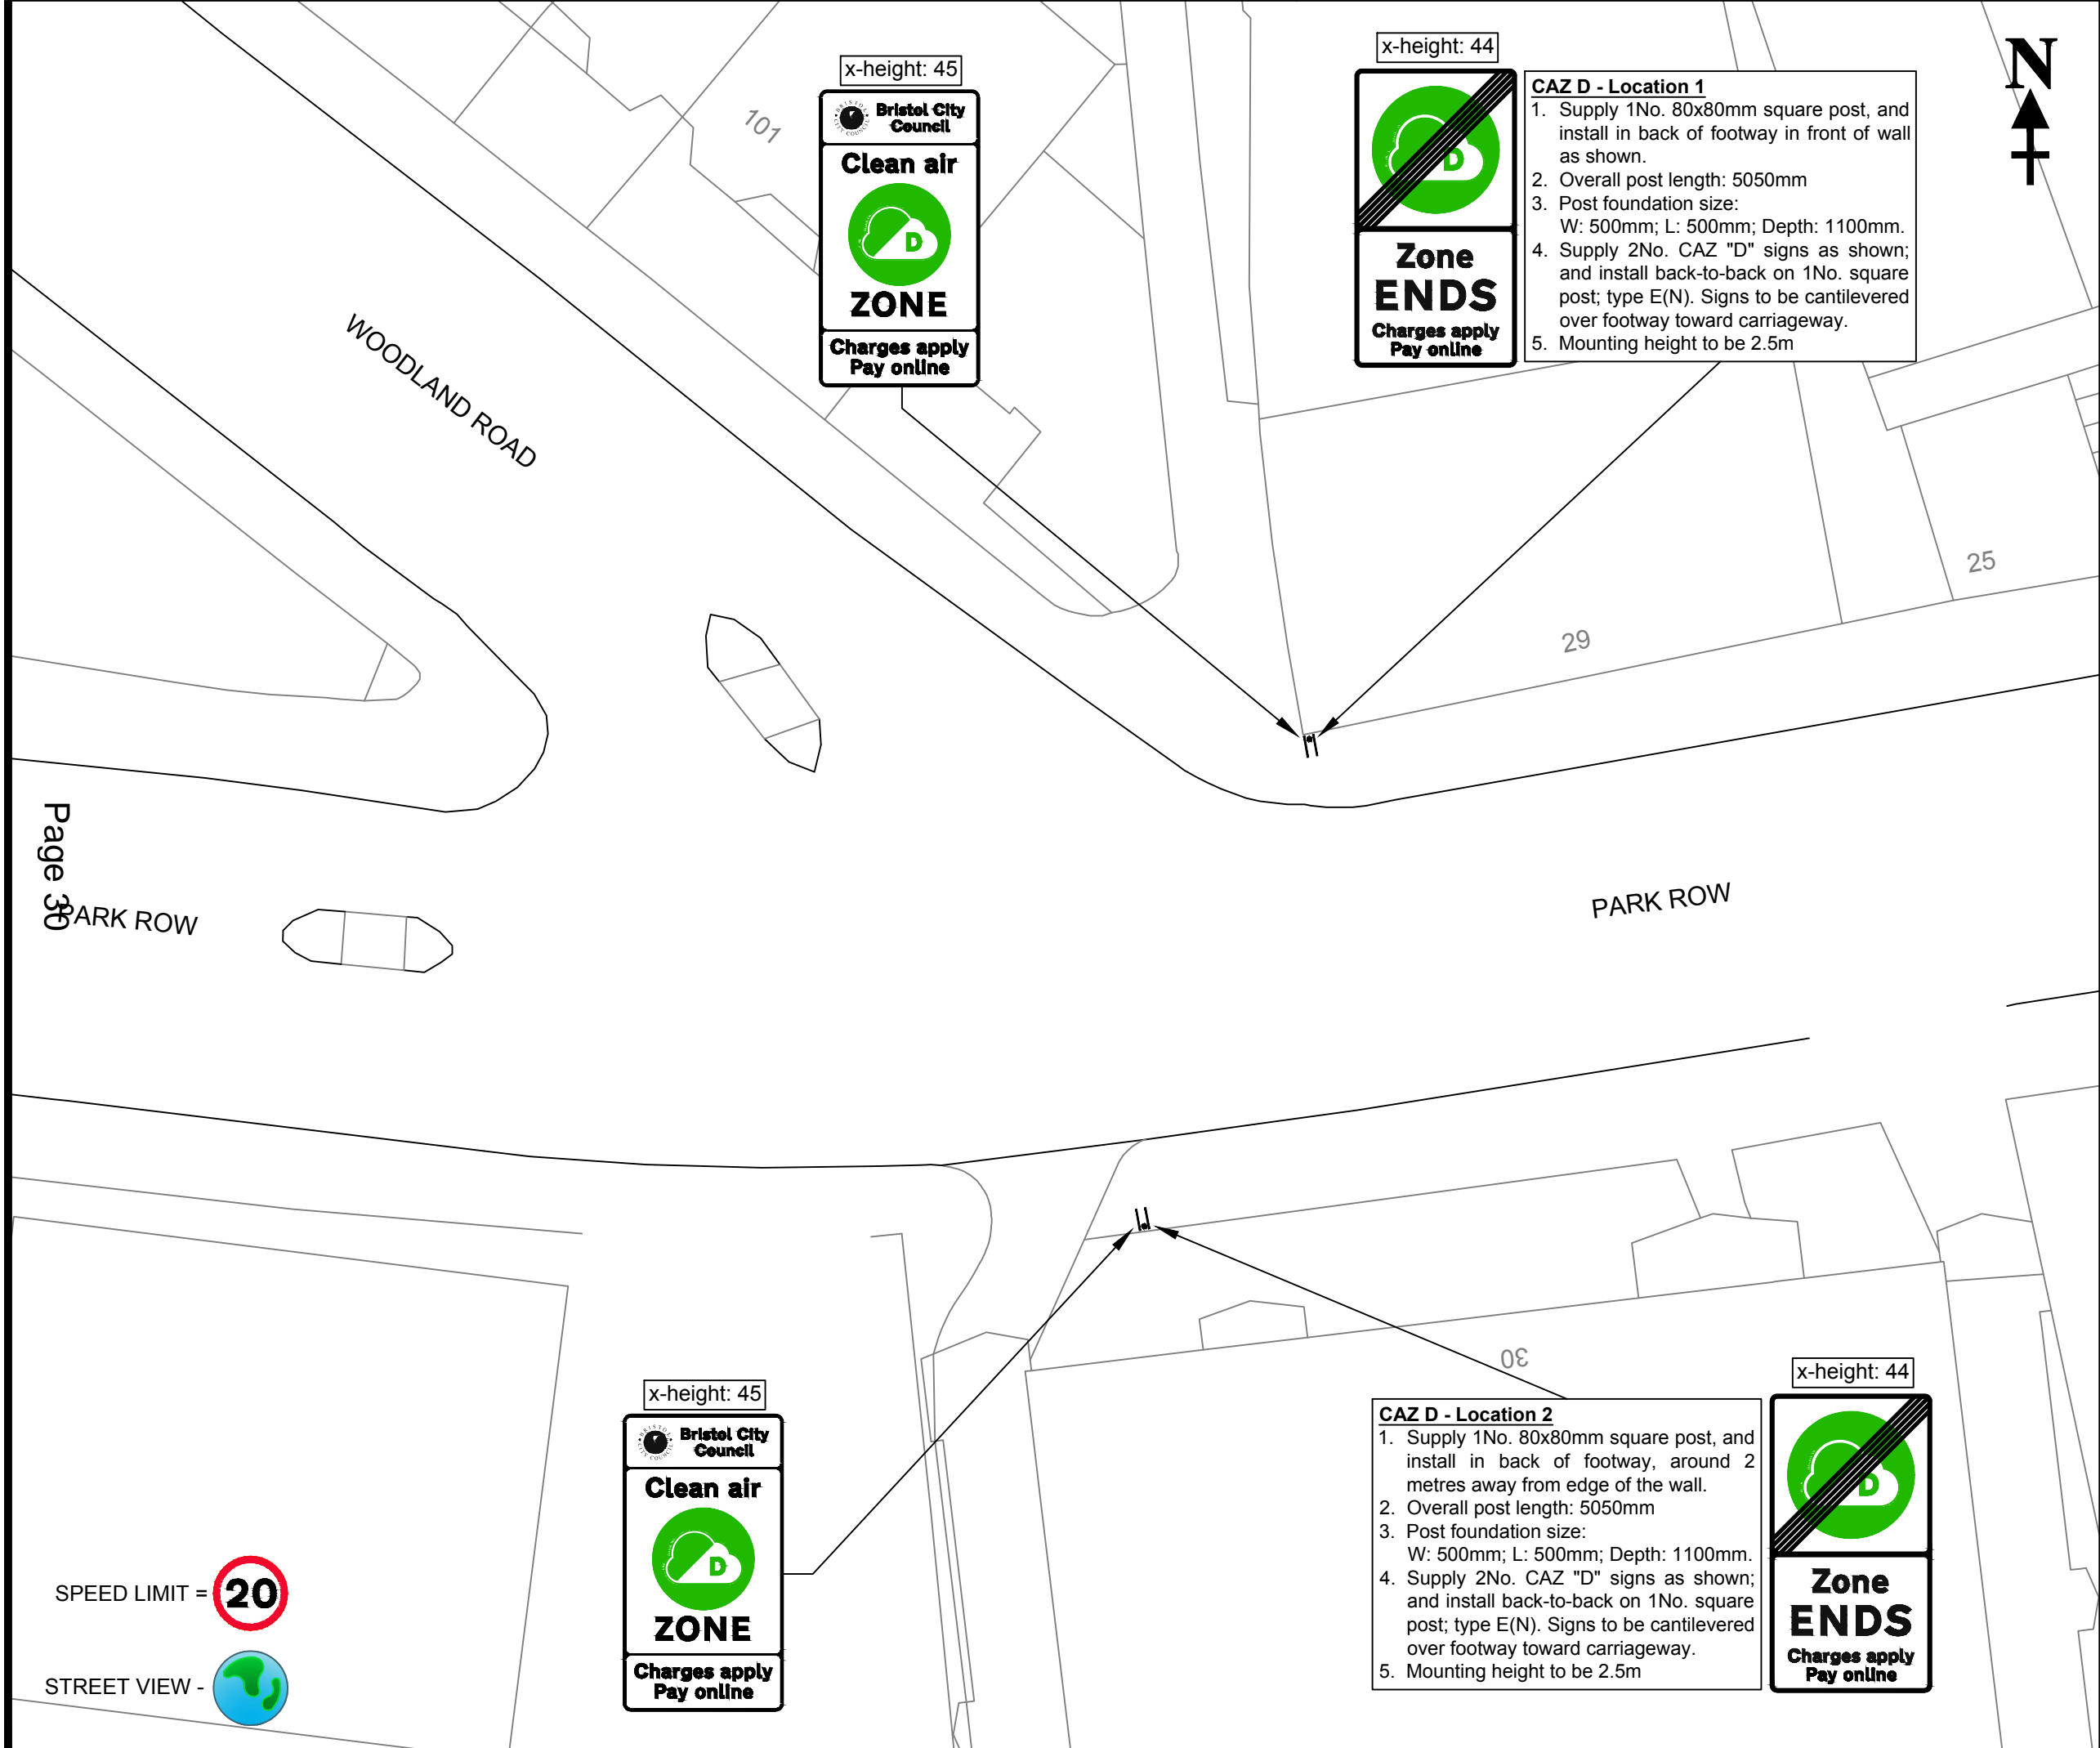 x-height: 45
BRISTOL
CITY COUNCIL
Bristol City
Council
Clean air
D
ZONE
Charges apply
Pay online
x-height: 44
D
Zone
ENDS
Charges apply
Pay online
CAZ D - Location 1
1. Supply 1No. 80x80mm square post, and
install in back of footway in front of wall
as shown.
2. Overall post length: 5050mm
3. Post foundation size:
W: 500mm; L: 500mm; Depth: 1100mm.
4. Supply 2No. CAZ "D" signs as shown;
and install back-to-back on 1No. square
post; type E(N). Signs to be cantilevered
over footway toward carriageway.
5. Mounting height to be 2.5m
N
101
WOODLAND ROAD
25
29
Page 30
PARK ROW
PARK ROW
30
x-height: 45
BRISTOL
CITY COUNCIL
Bristol City
Council
Clean air
D
ZONE
Charges apply
Pay online
CAZ D - Location 2
1. Supply 1No. 80x80mm square post, and
install in back of footway, around 2
metres away from edge of the wall.
2. Overall post length: 5050mm
3. Post foundation size:
W: 500mm; L: 500mm; Depth: 1100mm.
4. Supply 2No. CAZ "D" signs as shown;
and install back-to-back on 1No. square
post; type E(N). Signs to be cantilevered
over footway toward carriageway.
5. Mounting height to be 2.5m
x-height: 44
D
Zone
ENDS
Charges apply
Pay online
SPEED LIMIT = 20
STREET VIEW -